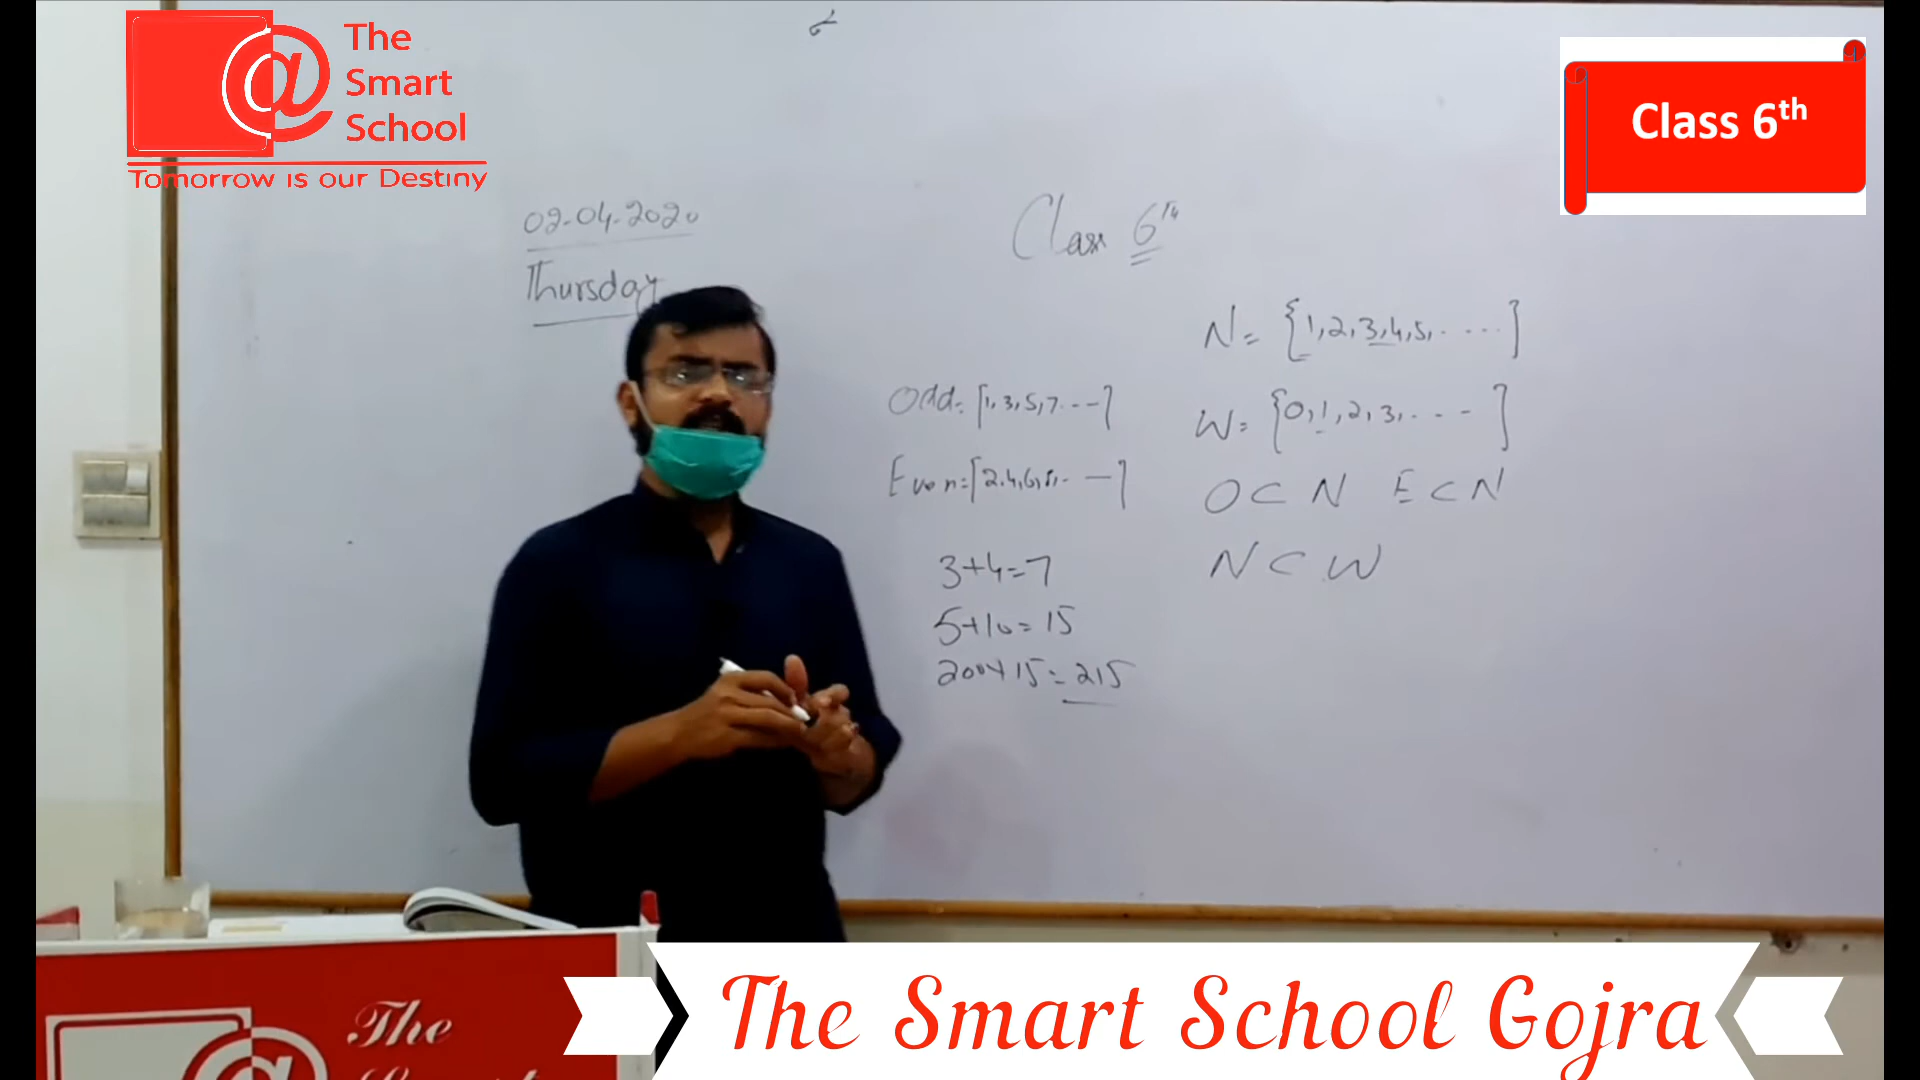 The
Smart
School
Tomorrow is our Destiny
Class 6th
02-04-2020
Thursday
Class 6th
N= {1,2,3,4,5, ....}
W= {0,1,2,3, ---}
O⊂N E⊂N
N⊂W
Odd= {1,3,5,7 ---}
Even={2,4,6,8, ---}
3+4=7
5+10=15
200+15=215
The
The Smart School Gojra